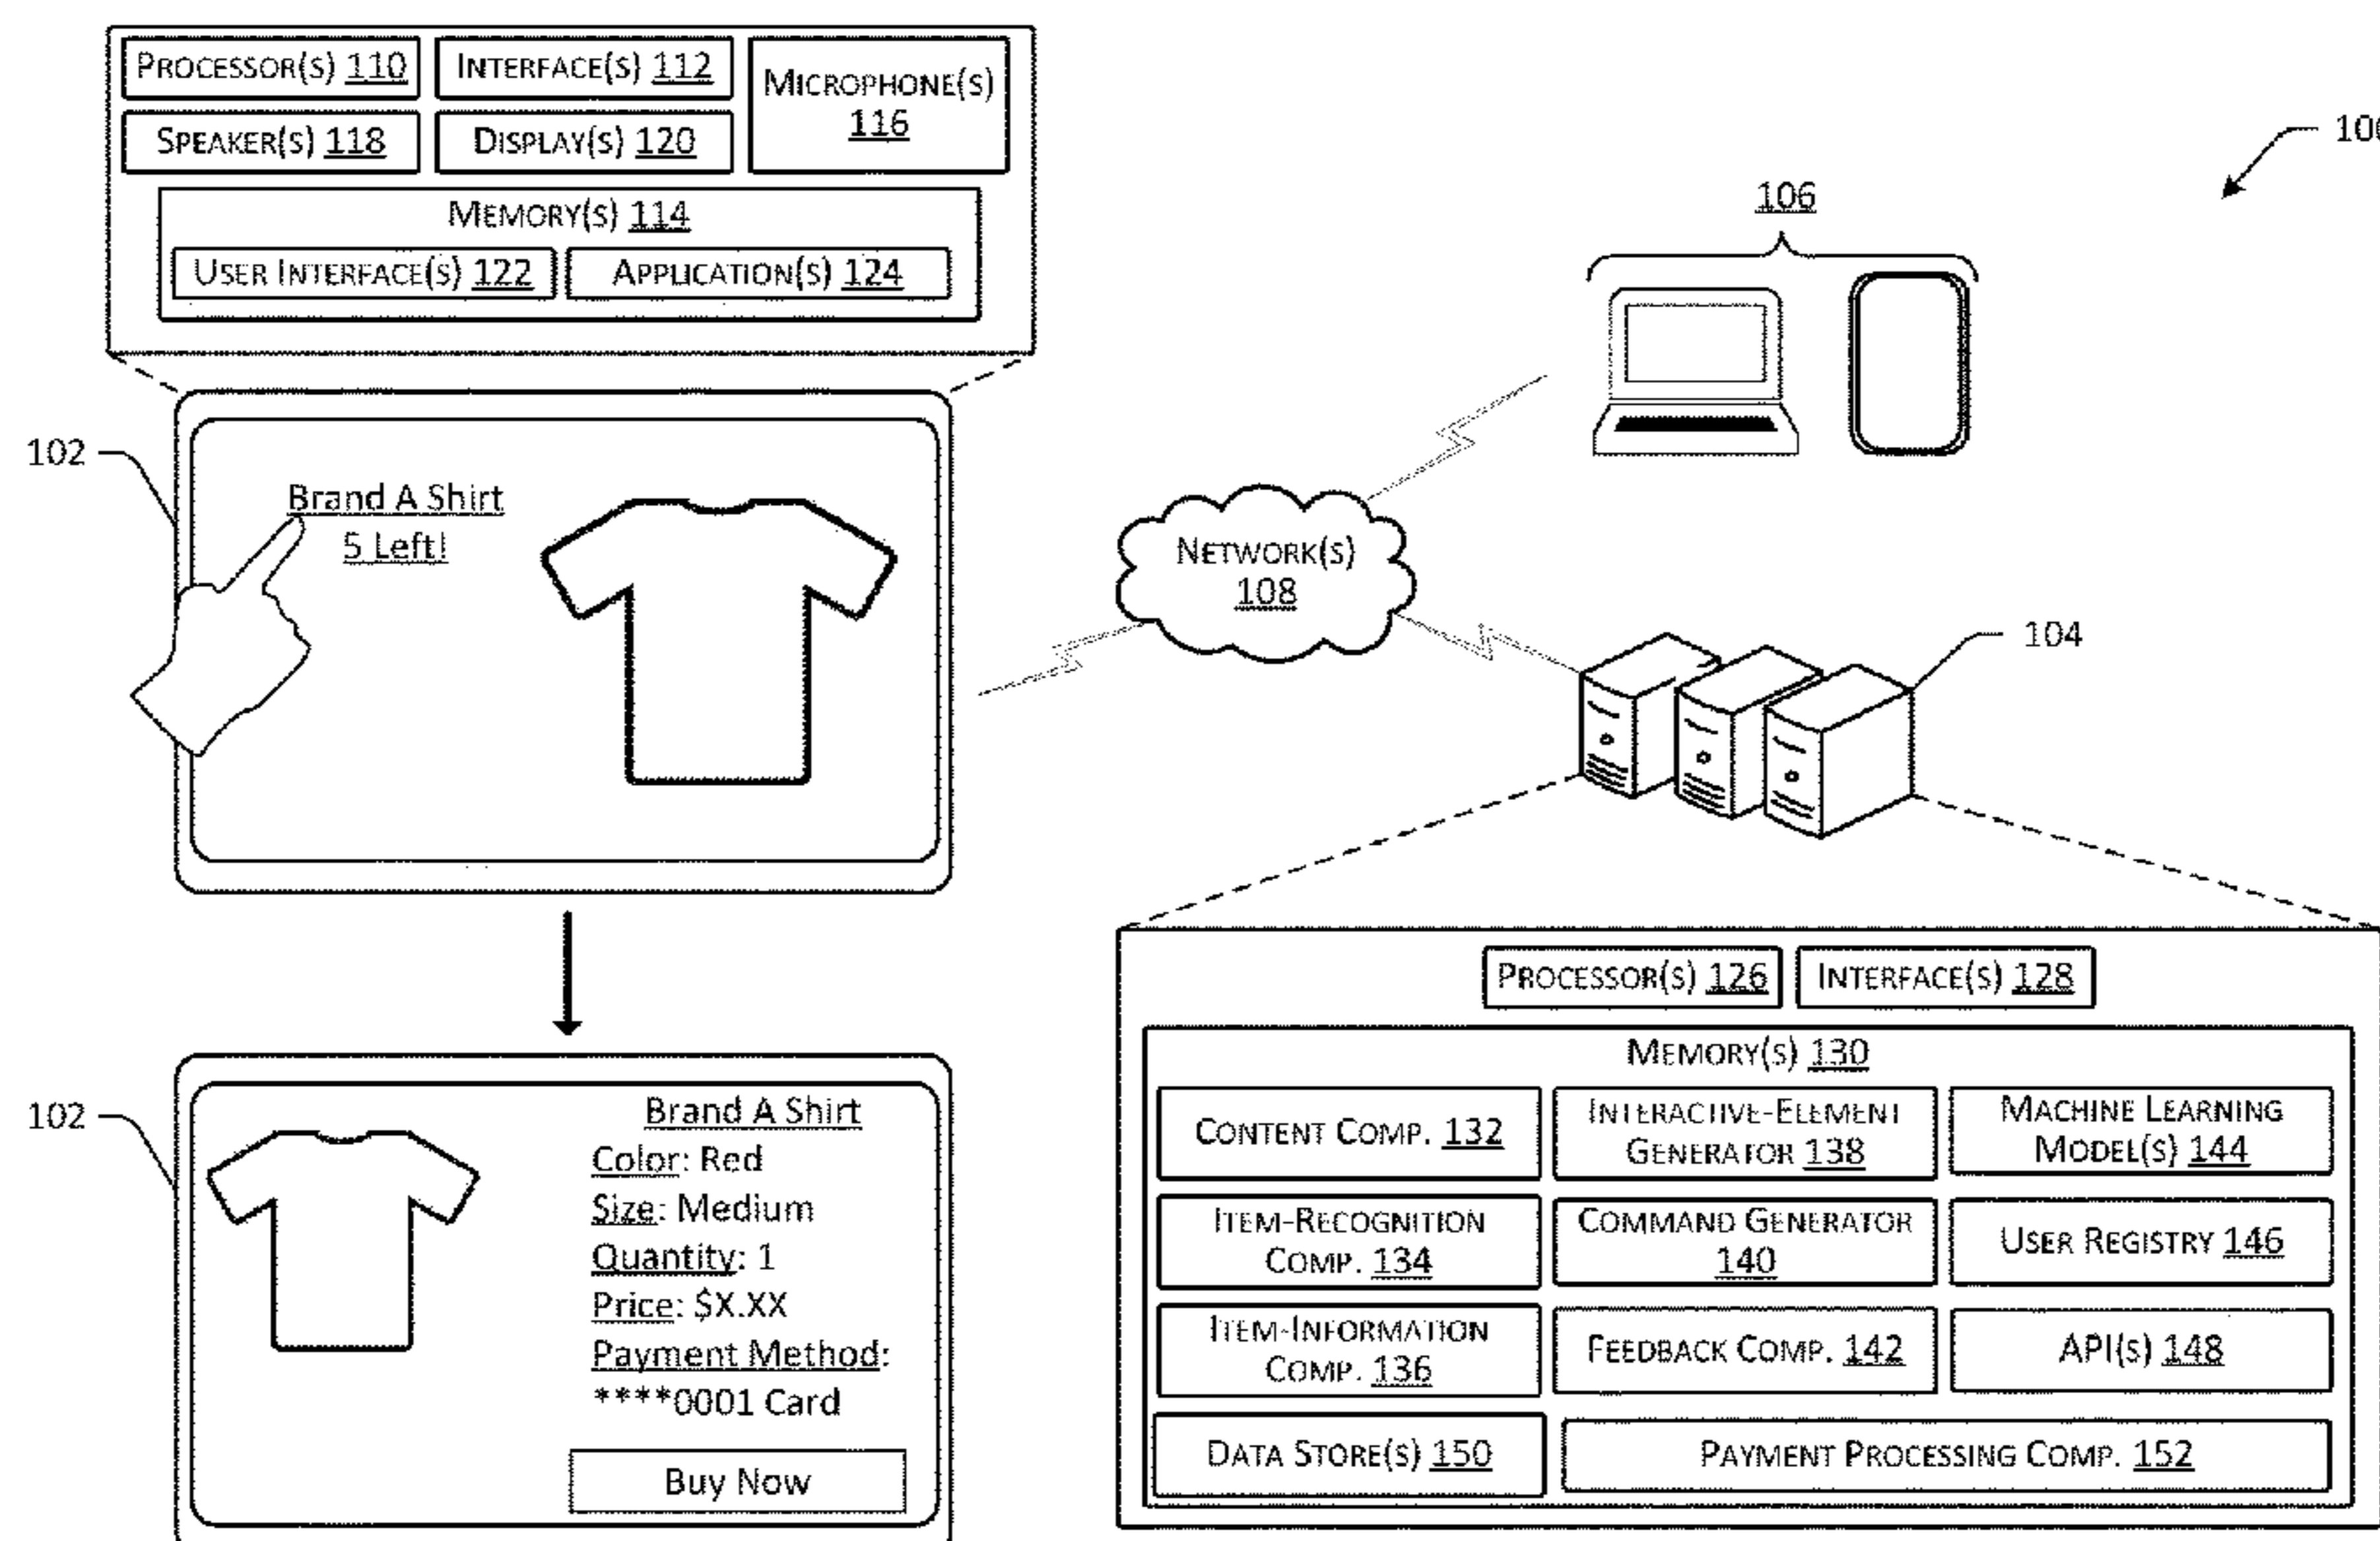 PROCESSOR(S) 110
INTERFACE(S) 112
MICROPHONE(S)
116
SPEAKER(S) 118
DISPLAY(S) 120
MEMORY(S) 114
USER INTERFACE(S) 122
APPLICATION(S) 124
106
102
Brand A Shirt
5 Left!
NETWORK(S)
108
104
PROCESSOR(S) 126
INTERFACE(S) 128
MEMORY(S) 130
CONTENT COMP. 132
INTERACTIVE-ELEMENT
GENERATOR 138
MACHINE LEARNING
MODEL(S) 144
ITEM-RECOGNITION
COMP. 134
COMMAND GENERATOR
140
USER REGISTRY 146
ITEM-INFORMATION
COMP. 136
FEEDBACK COMP. 142
API(S) 148
DATA STORE(S) 150
PAYMENT PROCESSING COMP. 152
102
Brand A Shirt
Color: Red
Size: Medium
Quantity: 1
Price: $X.XX
Payment Method:
****0001 Card
Buy Now